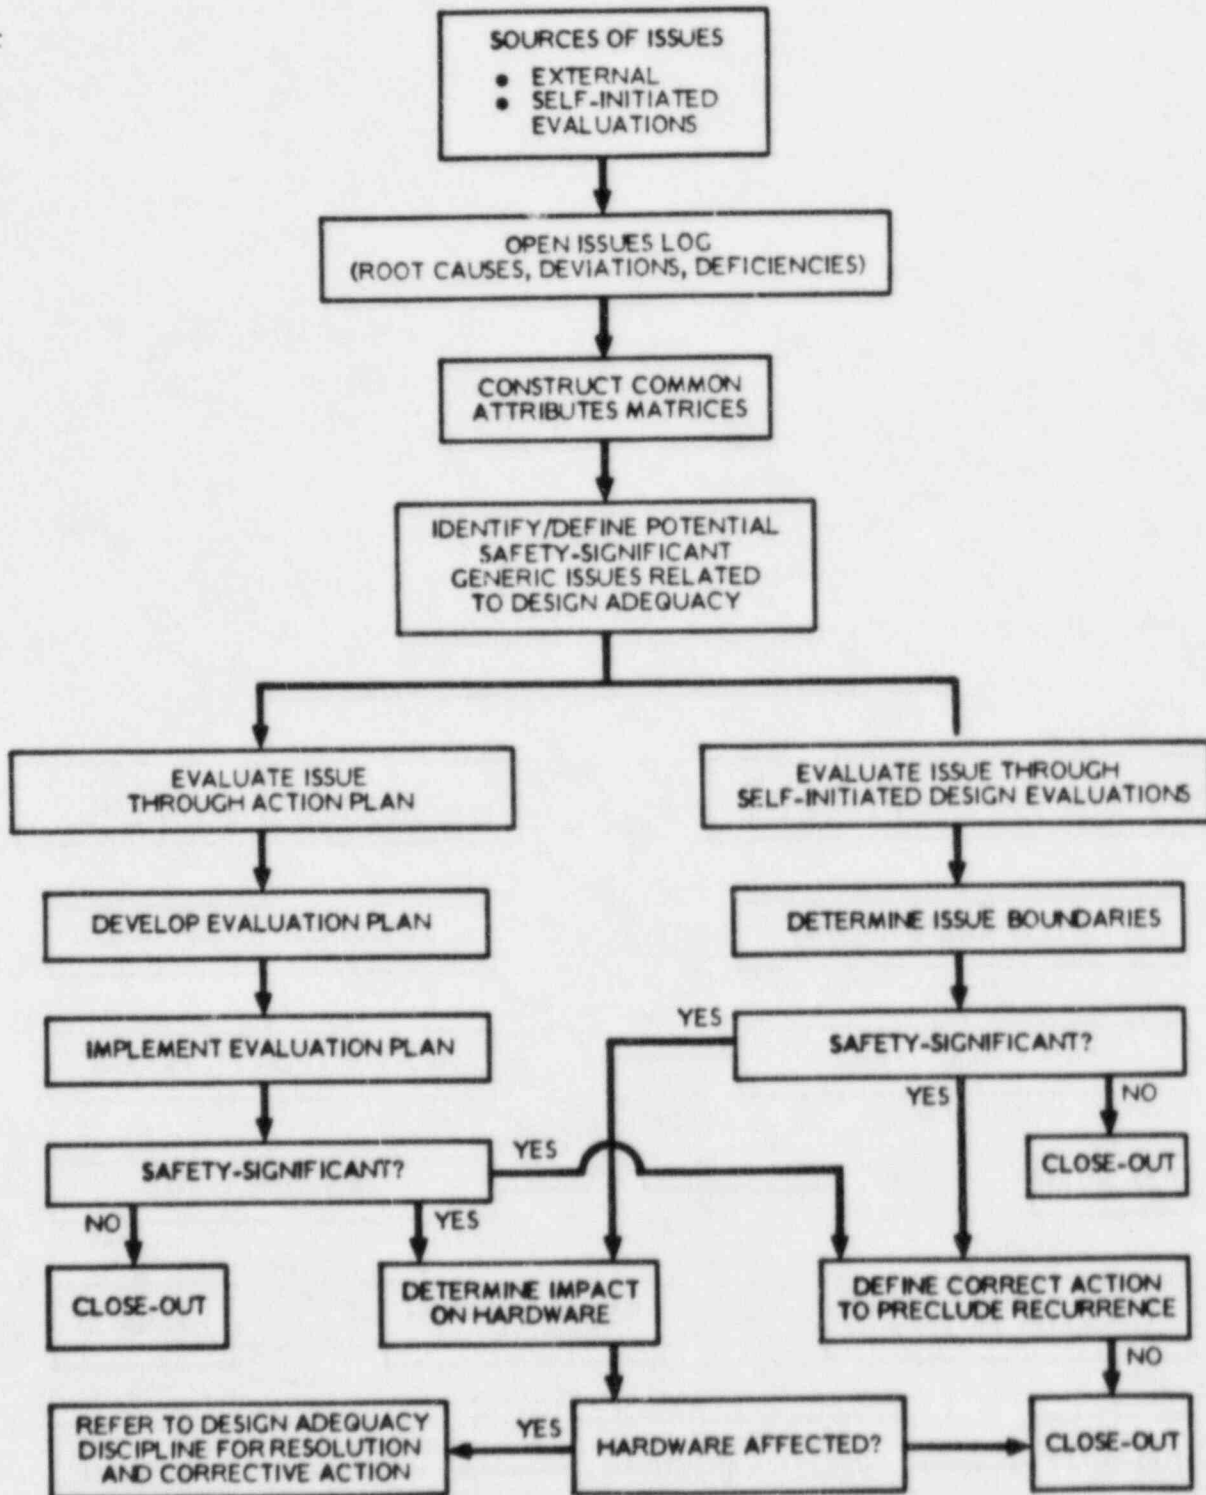 SOURCES OF ISSUES
• EXTERNAL
• SELF-INITIATED
EVALUATIONS
OPEN ISSUES LOG
(ROOT CAUSES, DEVIATIONS, DEFICIENCIES)
CONSTRUCT COMMON
ATTRIBUTES MATRICES
IDENTIFY/DEFINE POTENTIAL
SAFETY-SIGNIFICANT
GENERIC ISSUES RELATED
TO DESIGN ADEQUACY
EVALUATE ISSUE
THROUGH ACTION PLAN
EVALUATE ISSUE THROUGH
SELF-INITIATED DESIGN EVALUATIONS
DEVELOP EVALUATION PLAN
DETERMINE ISSUE BOUNDARIES
IMPLEMENT EVALUATION PLAN
YES
SAFETY-SIGNIFICANT?
YES
NO
SAFETY-SIGNIFICANT?
YES
CLOSE-OUT
NO
YES
CLOSE-OUT
DETERMINE IMPACT
ON HARDWARE
DEFINE CORRECT ACTION
TO PRECLUDE RECURRENCE
NO
REFER TO DESIGN ADEQUACY
DISCIPLINE FOR RESOLUTION
AND CORRECTIVE ACTION
YES
HARDWARE AFFECTED?
CLOSE-OUT